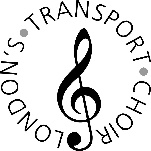 LONDON'S • TRANSPORT • CHOIR